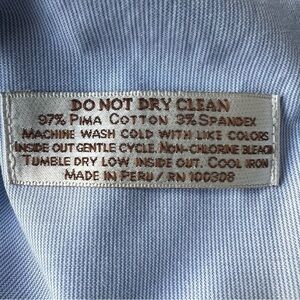 DO NOT DRY CLEAN
97% PIMA COTTON 3% SPANDEX
MACHINE WASH COLD WITH LIKE COLORS
INSIDE OUT GENTLE CYCLE. NON-CHLORINE BLEACH
TUMBLE DRY LOW INSIDE OUT. COOL IRON
MADE IN PERU / RN 100308